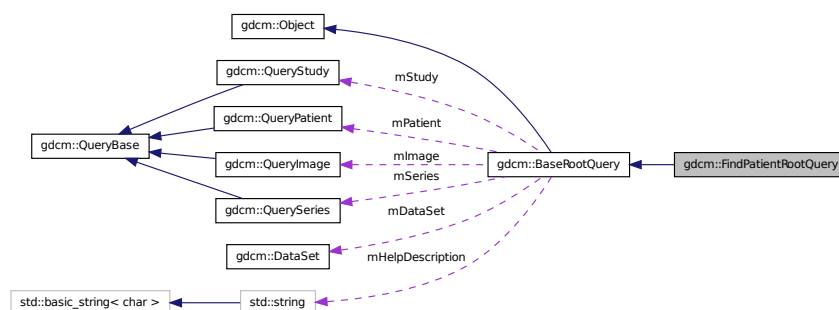 gdcm::Object
gdcm::QueryStudy
mStudy
gdcm::QueryPatient
mPatient
gdcm::QueryBase
mImage
gdcm::QueryImage
gdcm::BaseRootQuery
gdcm::FindPatientRootQuery
mSeries
gdcm::QuerySeries
mDataSet
gdcm::DataSet
mHelpDescription
std::basic_string< char >
std::string